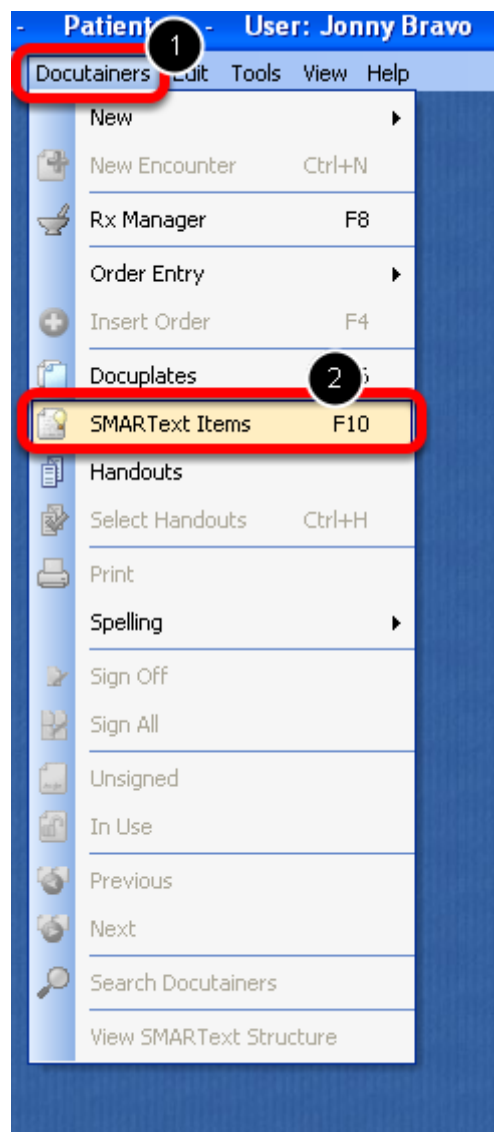 - Patient - User: Jonny Bravo
1
Docutainers Edit Tools View Help
New
New Encounter Ctrl+N
Rx Manager F8
Order Entry
Insert Order F4
Docuplates
2
SMARText Items F10
Handouts
Select Handouts Ctrl+H
Print
Spelling
Sign Off
Sign All
Unsigned
In Use
Previous
Next
Search Docutainers
View SMARText Structure